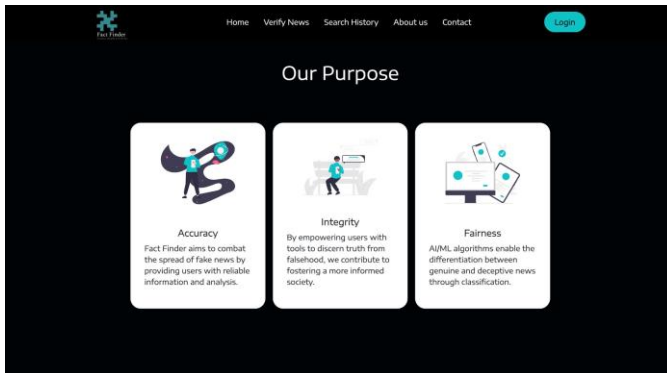 Home Verify News Search History About us Contact Login
Fact Finder
Our Purpose
Accuracy
Fact Finder aims to combat
the spread of fake news by
providing users with reliable
information and analysis.
Integrity
By empowering users with
tools to discern truth from
falsehood, we contribute to
fostering a more informed
society.
Fairness
AI/ML algorithms enable the
differentiation between
genuine and deceptive news
through classification.